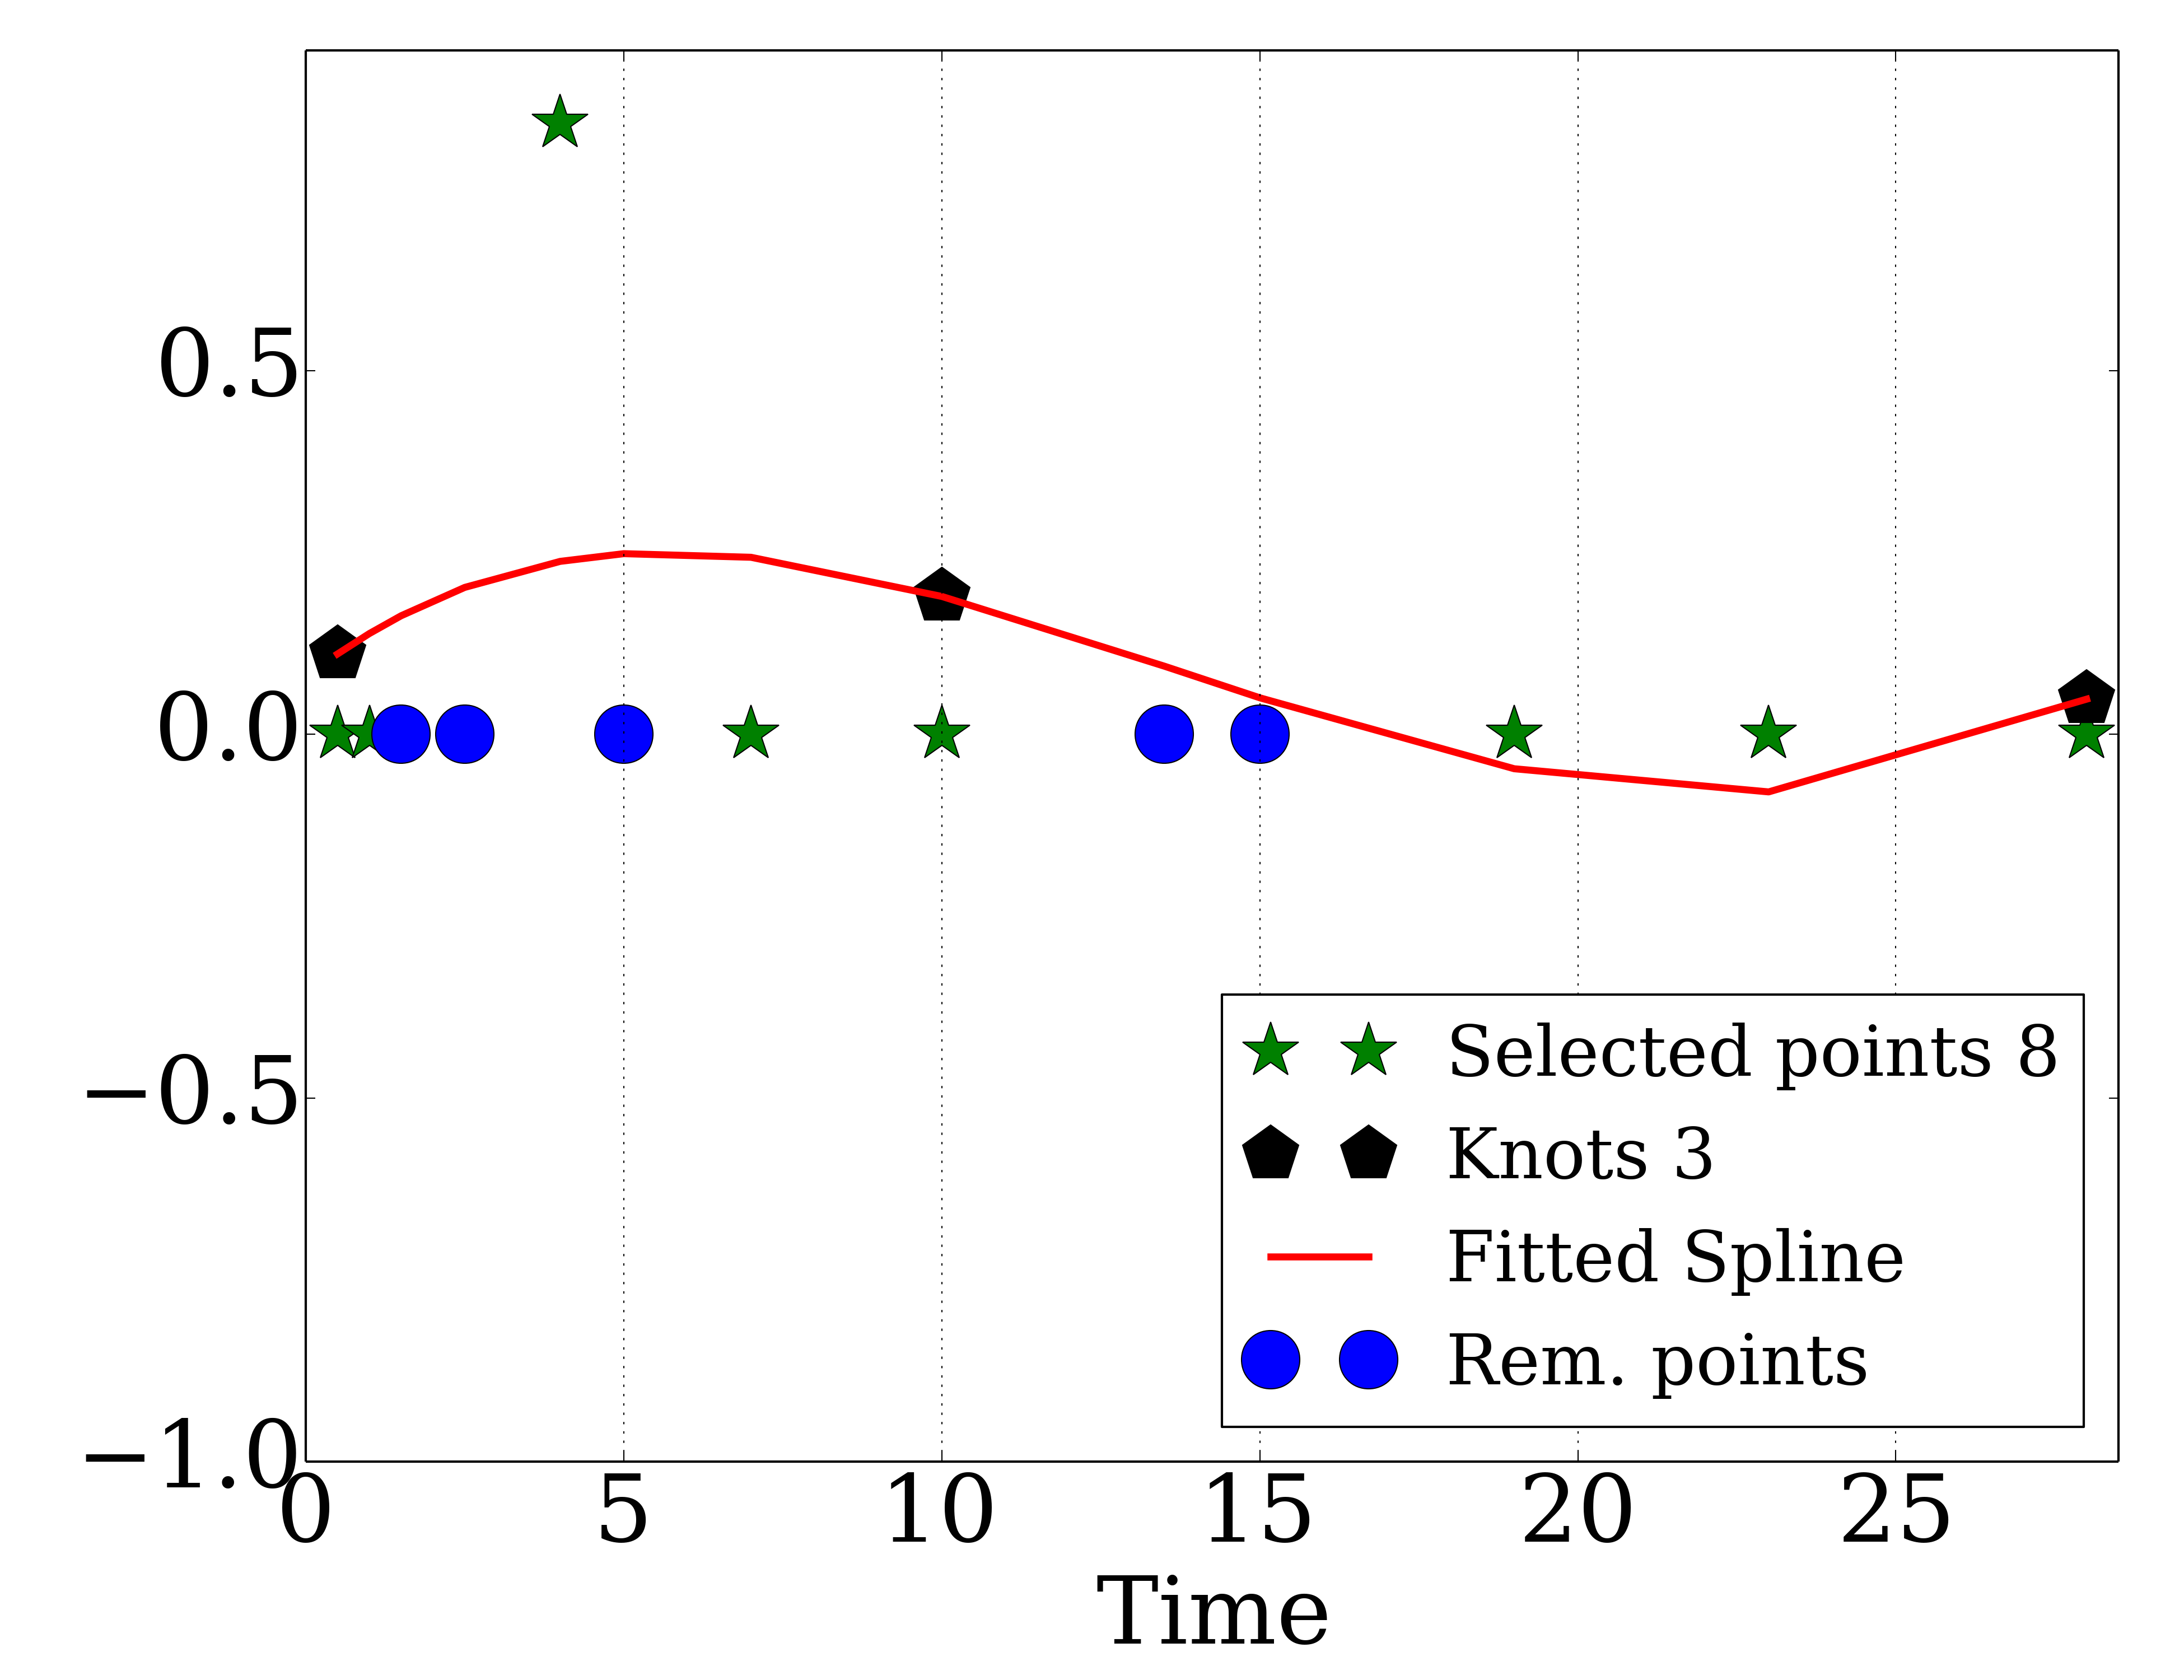 0.5
0.0
−0.5
−1.0
0 5 10 15 20 25
Time
Selected points 8
Knots 3
Fitted Spline
Rem. points